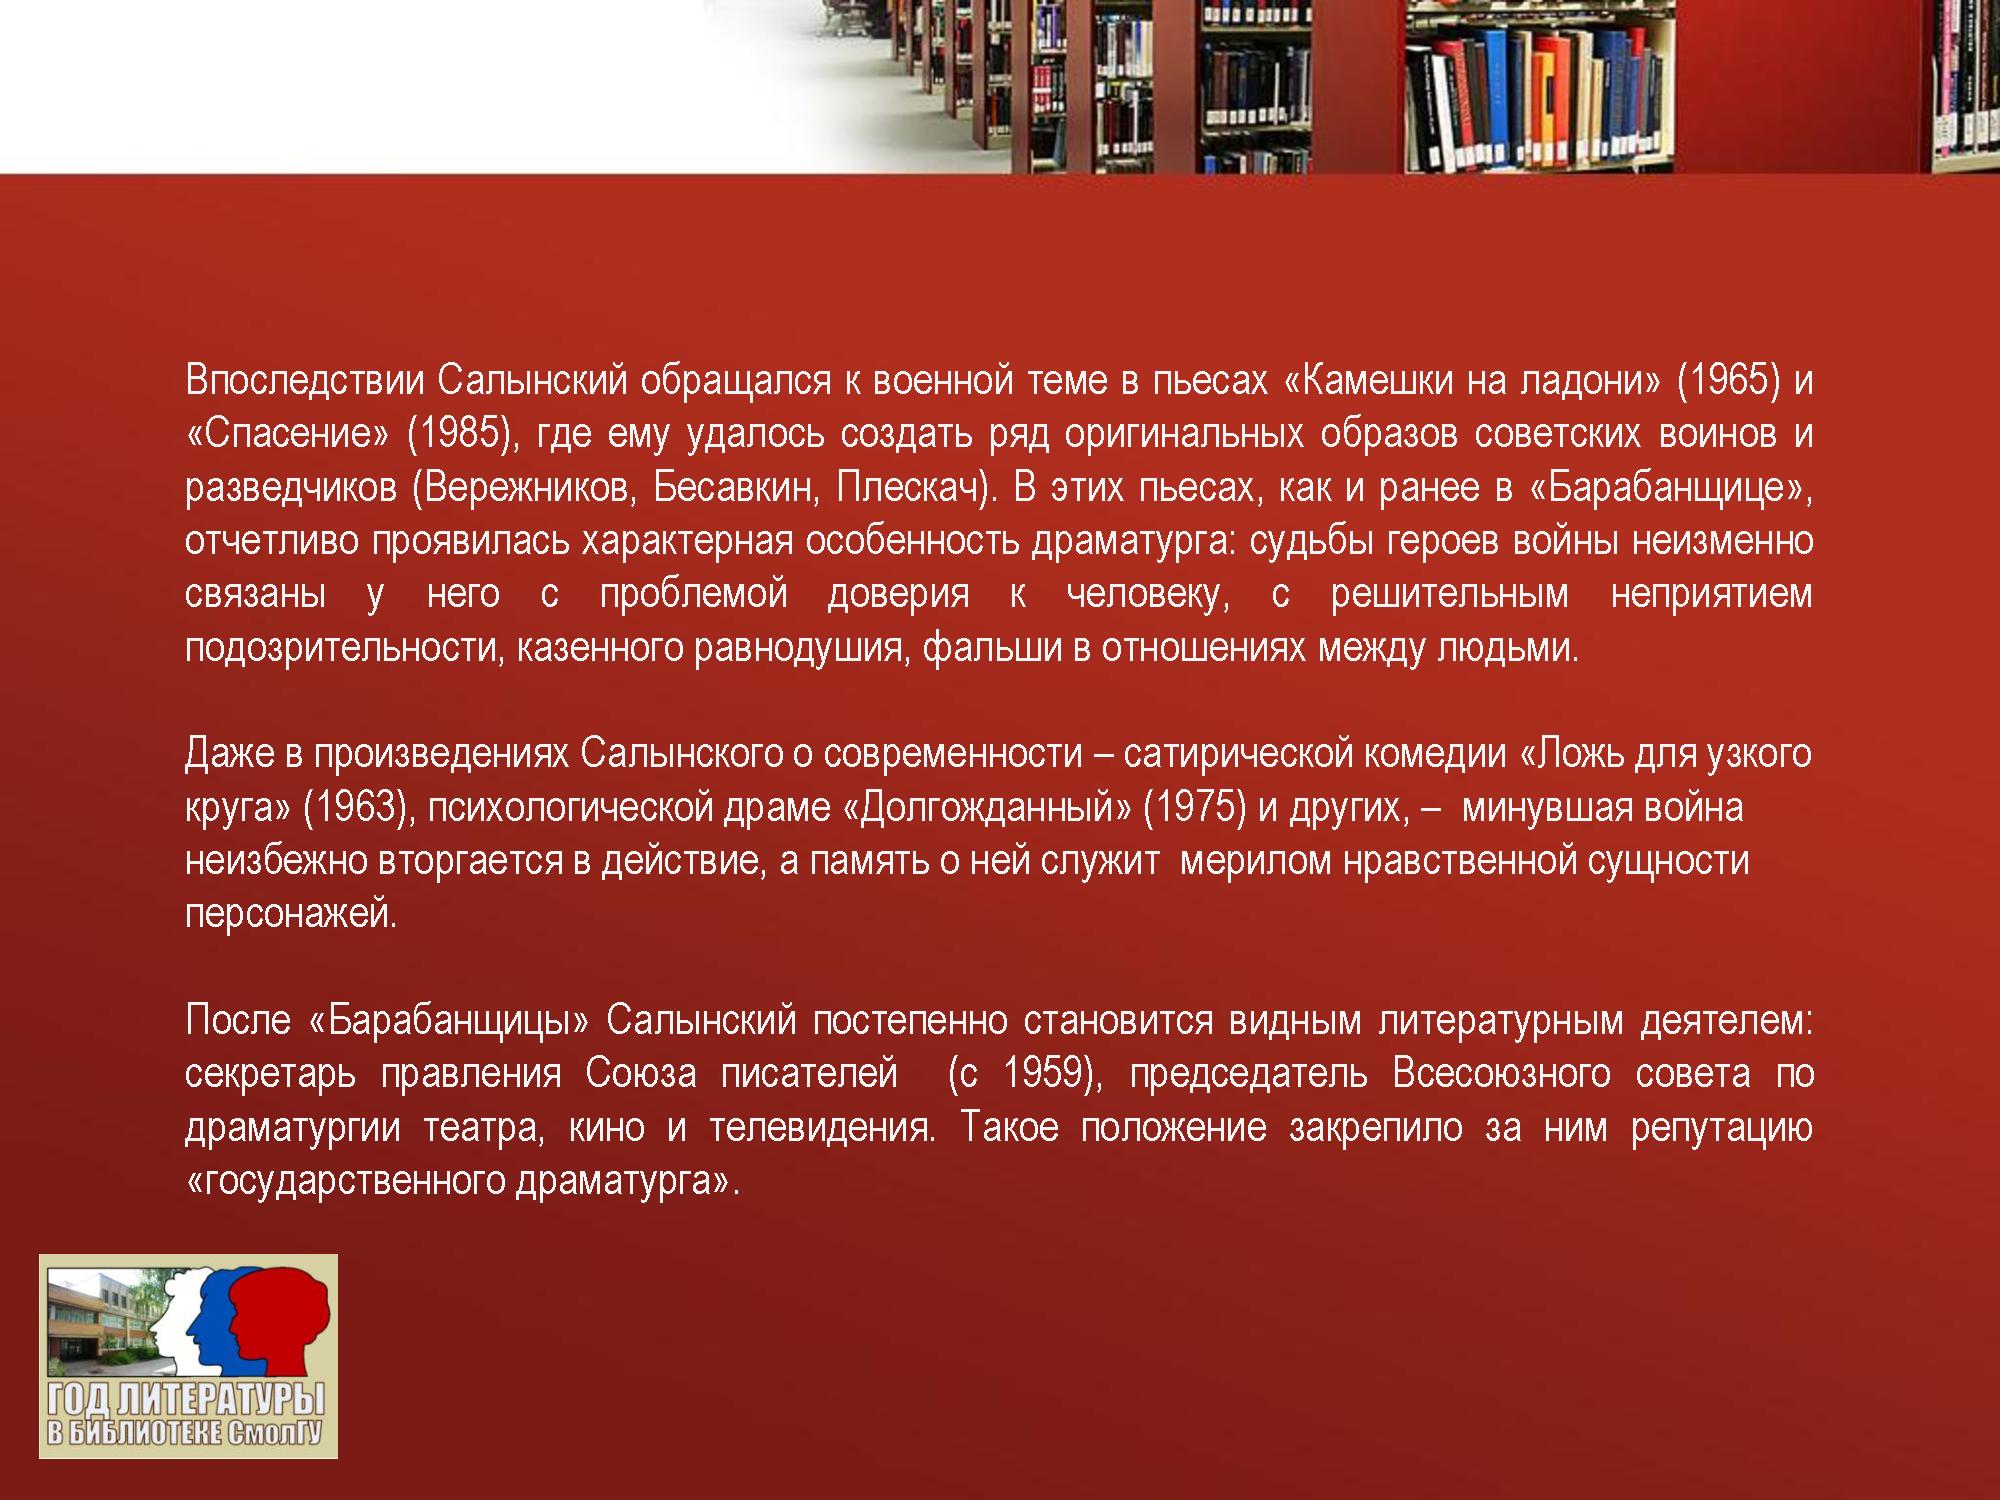 Впоследствии Салынский обращался к военной теме в пьесах «Камешки на ладони» (1965) и
«Спасение» (1985), где ему удалось создать ряд оригинальных образов советских воинов и
разведчиков (Вережников, Бесавкин, Плескач). В этих пьесах, как и ранее в «Барабанщице»,
отчетливо проявилась характерная особенность драматурга: судьбы героев войны неизменно
связаны у него с проблемой доверия к человеку, с решительным неприятием
подозрительности, казенного равнодушия, фальши в отношениях между людьми.
Даже в произведениях Салынского о современности – сатирической комедии «Ложь для узкого
круга» (1963), психологической драме «Долгожданный» (1975) и других, – минувшая война
неизбежно вторгается в действие, а память о ней служит мерилом нравственной сущности
персонажей.
После «Барабанщицы» Салынский постепенно становится видным литературным деятелем:
секретарь правления Союза писателей (с 1959), председатель Всесоюзного совета по
драматургии театра, кино и телевидения. Такое положение закрепило за ним репутацию
«государственного драматурга».
ГОД ЛИТЕРАТУРЫ
В БИБЛИОТЕКЕ СмолГУ